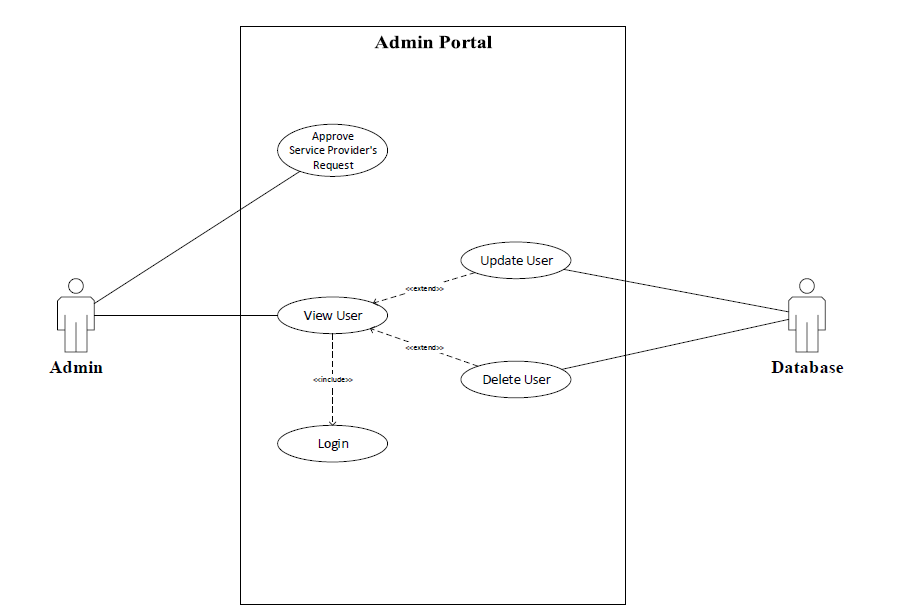 Admin Portal
Approve
Service Provider's
Request
Update User
<<extend>>
View User
<<extend>>
Admin
Database
Delete User
<<include>>
Login